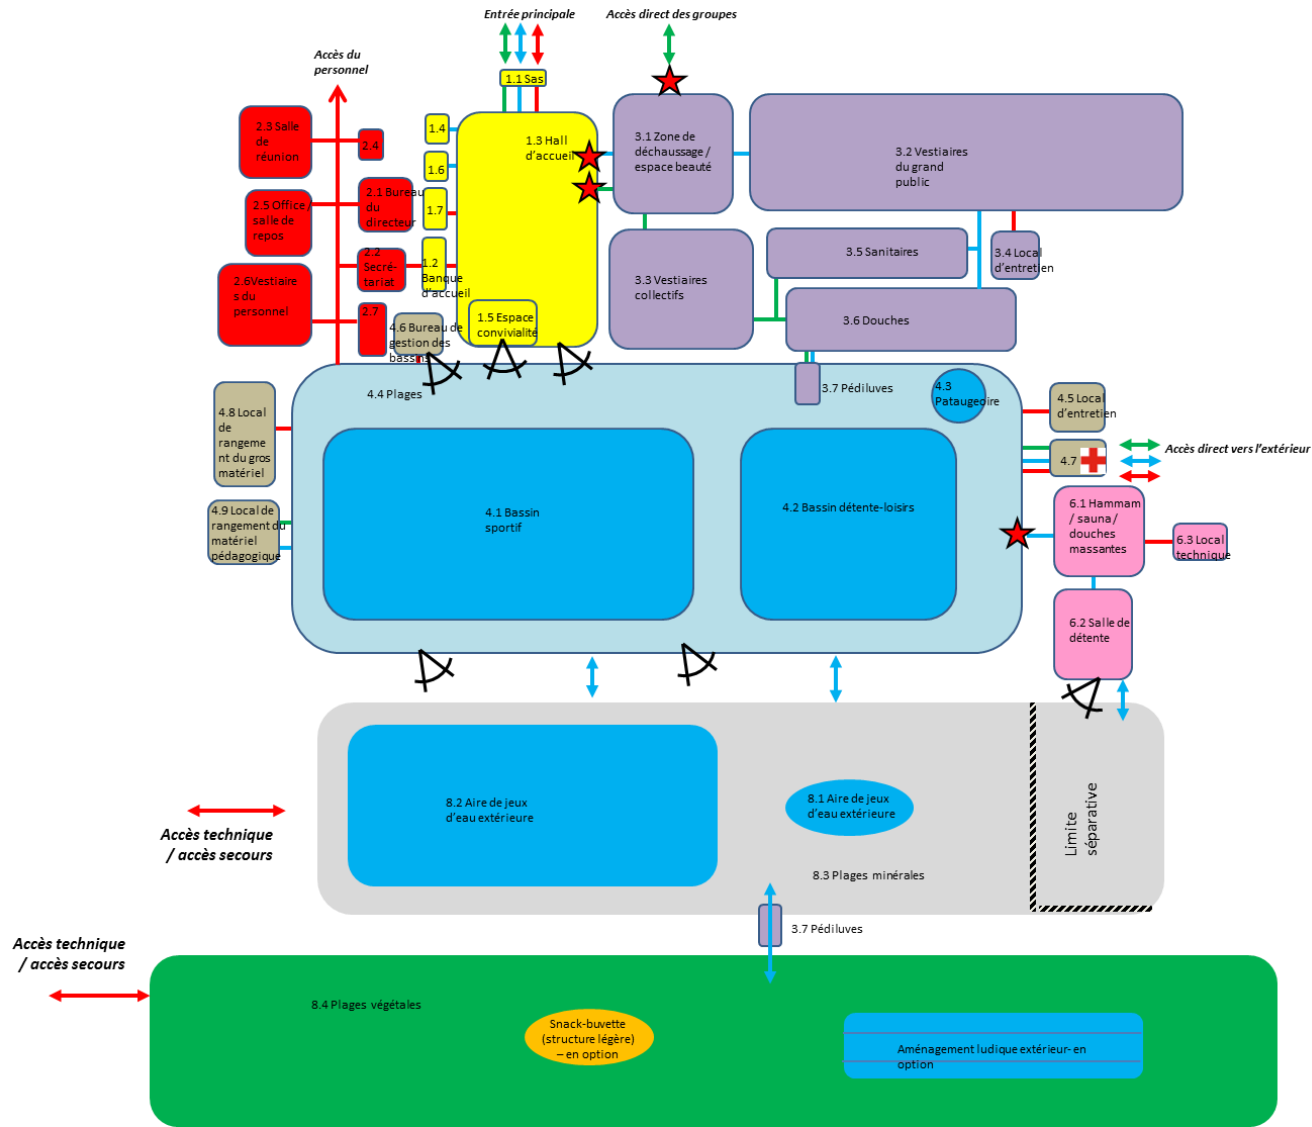 Entrée principale
Accès direct des groupes
Accès du
personnel
1.1 Sas
2.3 Salle
de
réunion
2.4
1.4
1.3 Hall
d'accueil
3.1 Zone de
déchaussage /
espace beauté
3.2 Vestiaires
du grand
public
1.6
2.5 Office /
salle de
repos
2.1 Bureau
du
directeur
1.7
2.2
Secré-
tariat
1.2
Banque
d'accueil
3.5 Sanitaires
3.4 Local
d'entretien
2.6Vestiaire
s du
personnel
3.3 Vestiaires
collectifs
2.7
4.6 Bureau de
gestion des
bassins
1.5 Espace
convivialité
3.6 Douches
4.4 Plages
3.7 Pédiluves
4.3
Pataugeoire
4.5 Local
d'entretien
4.8 Local
de
rangeme
nt du gros
matériel
4.7
Accès direct vers l'extérieur
4.9 Local de
rangement du
matériel
pédagogique
4.1 Bassin
sportif
4.2 Bassin détente-loisirs
6.1 Hammam
/ sauna /
douches
massantes
6.3 Local
technique
6.2 Salle de
détente
8.2 Aire de jeux
d'eau extérieure
8.1 Aire de jeux
d'eau extérieure
Limite
séparative
Accès technique
/ accès secours
8.3 Plages minérales
3.7 Pédiluves
Accès technique
/ accès secours
8.4 Plages végétales
Snack-buvette
(structure légère)
– en option
Aménagement ludique extérieur- en
option